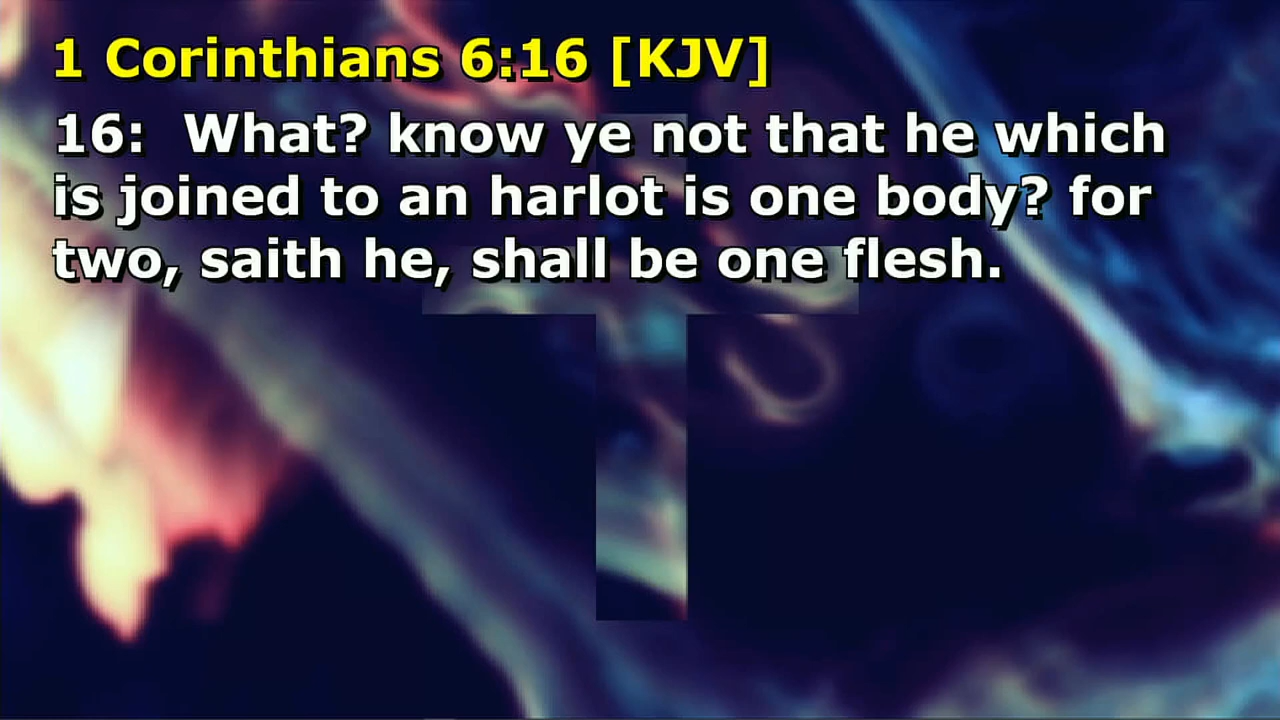 1 Corinthians 6:16 [KJV]
16:  What? know ye not that he which
is joined to an harlot is one body? for
two, saith he, shall be one flesh.